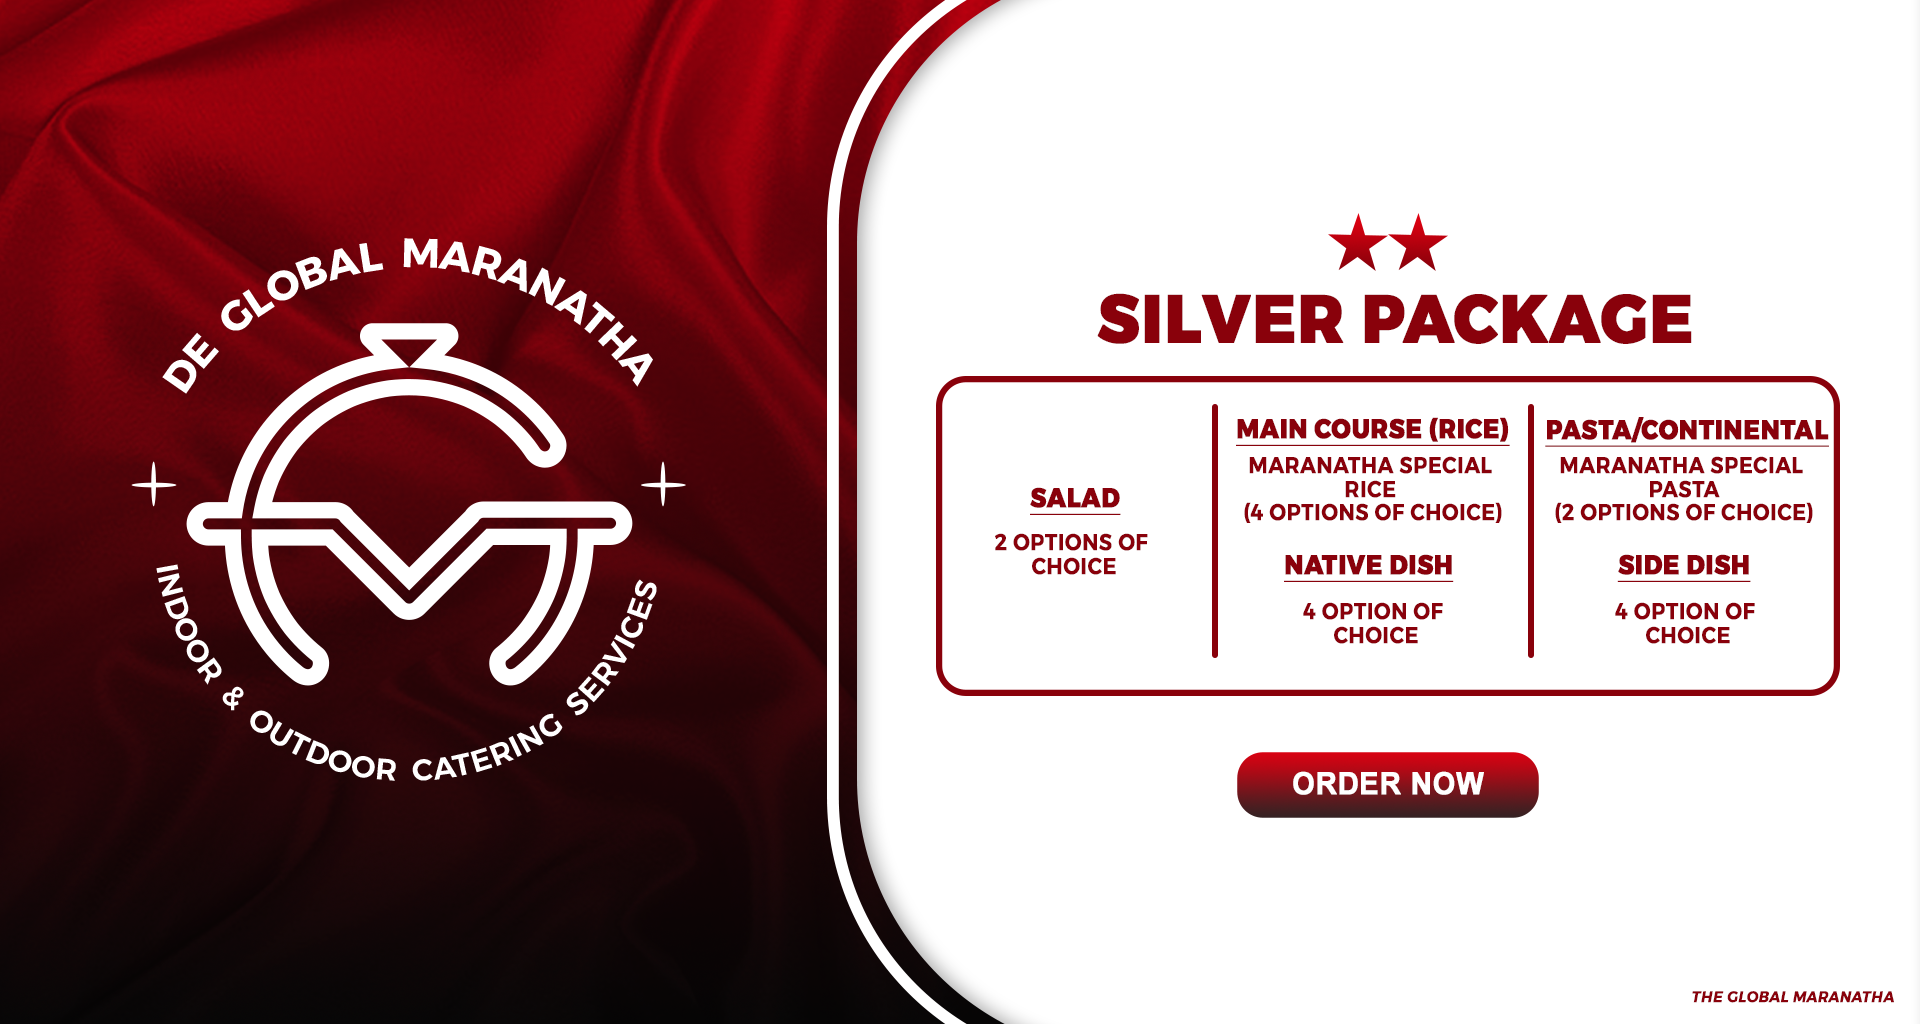 DE GLOBAL MARANATHA
INDOOR & OUTDOOR CATERING SERVICES
SILVER PACKAGE
SALAD
2 OPTIONS OF
CHOICE
MAIN COURSE (RICE)
MARANATHA SPECIAL
RICE
(4 OPTIONS OF CHOICE)
NATIVE DISH
4 OPTION OF
CHOICE
PASTA/CONTINENTAL
MARANATHA SPECIAL
PASTA
(2 OPTIONS OF CHOICE)
SIDE DISH
4 OPTION OF
CHOICE
ORDER NOW
THE GLOBAL MARANATHA